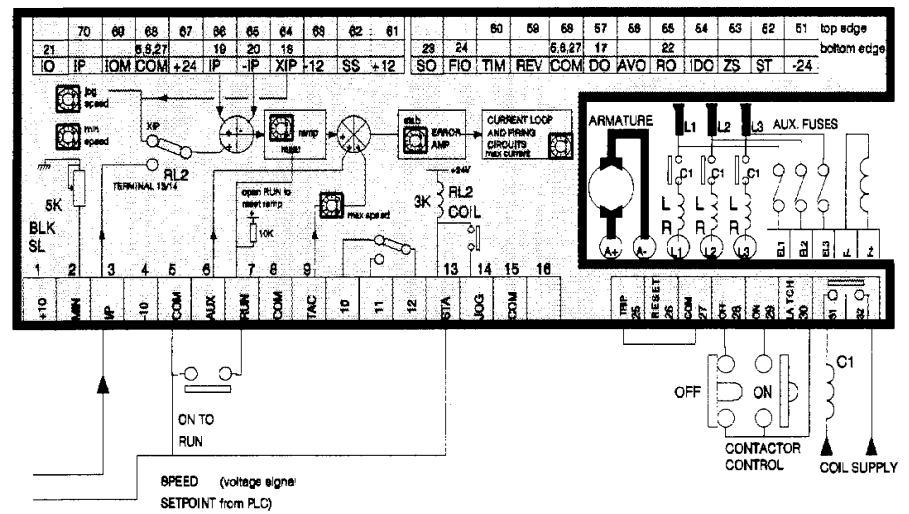 70 69 68 67 66 65 64 63 62 61 60 59 58 57 56 55 54 53 52 51 top edge
21 6,8,27 19 20 18 23 24 6,8,27 17 22 bottom edge
IO IP IOM COM +24 IP -IP XIP -12 SS +12 SO FIO TIM REV COM DO AVO RO IDO ZS ST -24
jog
speed
min
speed
XIP
RL2
TERMINAL 13/14
5K
BLK
SL
ramp
open RUN to
reset ramp
10K
max speed
stab
ERROR
AMP
+24V
3K
RL2
COIL
CURRENT LOOP
AND FIRING
CIRCUITS
max current
ARMATURE
L1 L2 L3
AUX. FUSES
C1 C1 C1
L L L
R R R
A+ A- L1 L2 L3 EL1 EL2 EL3 F- F+
1 2 3 4 5 6 7 8 9 10 11 12 13 14 15 16
+10 MIN I/P -10 COM AUX RUN COM TAC STA JOG COM
TRIP 25 RESET 26 COM 27 OFF 28 ON 29 LATCH 30 S1 S2
ON TO
RUN
OFF
ON
C1
CONTACTOR
CONTROL
COIL SUPPLY
SPEED (voltage signal
SETPOINT from PLC)